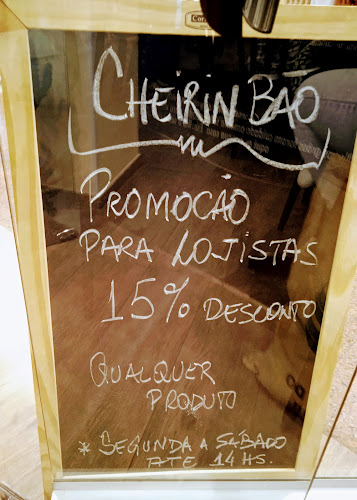 CHEIRIN BÃO
PROMOCÃO
PARA LOJISTAS
15% DESCONTO
QUALQUER
PRODUTO
* SEGUNDA A SÁBADO
ATÉ 14 HS.